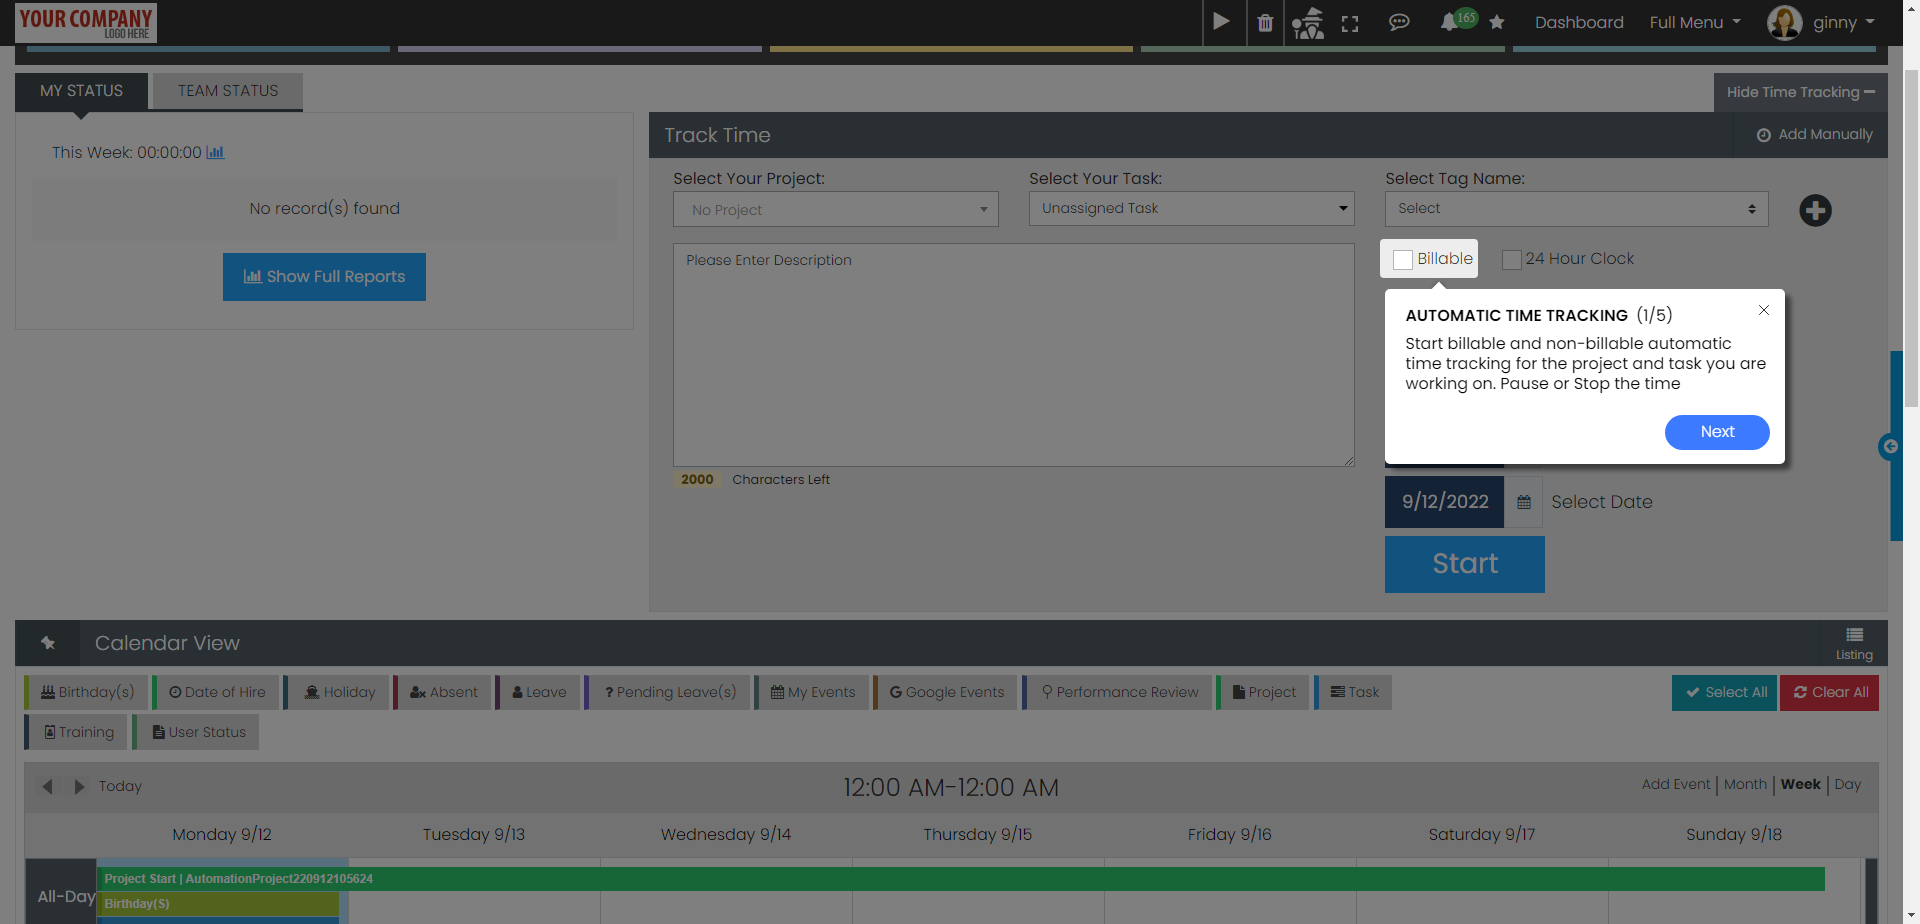 YOUR COMPANY
LOGO HERE
165
Dashboard
Full Menu
ginny
MY STATUS
TEAM STATUS
Hide Time Tracking
This Week: 00:00:00
No record(s) found
Show Full Reports
Track Time
Add Manually
Select Your Project:
Select Your Task:
Select Tag Name:
No Project
Unassigned Task
Select
Please Enter Description
Billable
24 Hour Clock
AUTOMATIC TIME TRACKING (1/5)
Start billable and non-billable automatic
time tracking for the project and task you are
working on. Pause or Stop the time
Next
2000 Characters Left
9/12/2022
Select Date
Start
Calendar View
Listing
Birthday(s)
Date of Hire
Holiday
Absent
Leave
Pending Leave(s)
My Events
Google Events
Performance Review
Project
Task
Select All
Clear All
Training
User Status
Today
12:00 AM-12:00 AM
Add Event | Month | Week | Day
Monday 9/12
Tuesday 9/13
Wednesday 9/14
Thursday 9/15
Friday 9/16
Saturday 9/17
Sunday 9/18
All-Day
Project Start | AutomationProject220912105624
Birthday(S)